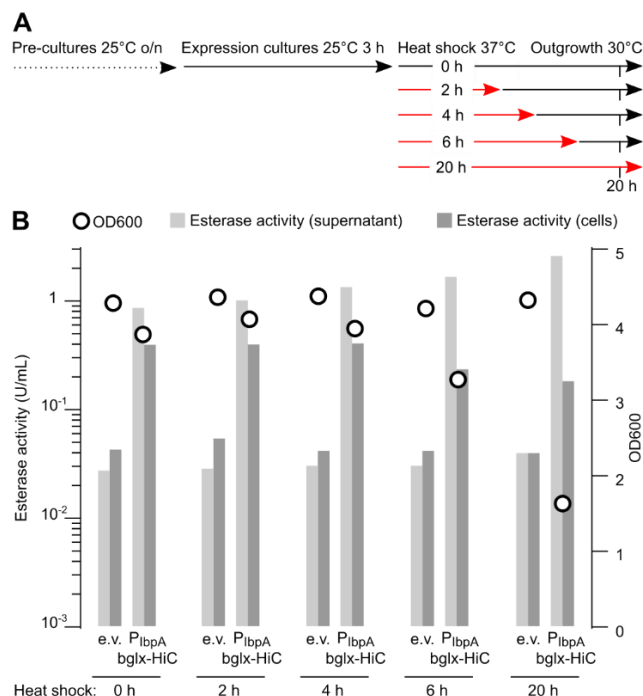 A
Pre-cultures 25°C o/n Expression cultures 25°C 3 h Heat shock 37°C Outgrowth 30°C
0 h
2 h
4 h
6 h
20 h
20 h
B OD600 Esterase activity (supernatant) Esterase activity (cells)
Esterase activity (U/mL)
1
10-1
10-2
10-3
OD600
5
4
3
2
1
0
e.v. PIbpA e.v. PIbpA e.v. PIbpA e.v. PIbpA e.v. PIbpA
bglx-HiC bglx-HiC bglx-HiC bglx-HiC bglx-HiC
Heat shock: 0 h 2 h 4 h 6 h 20 h